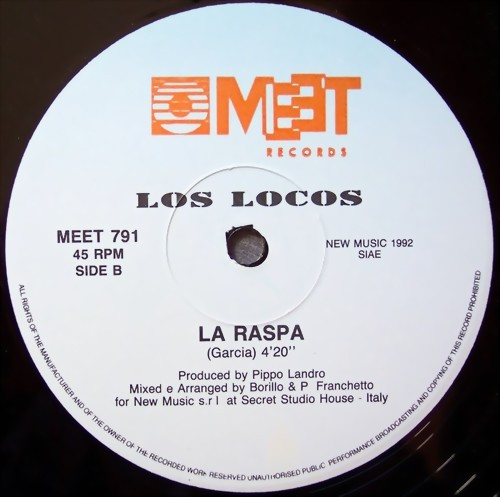 MEET
RECORDS
LOS LOCOS
MEET 791
45 RPM
SIDE B
NEW MUSIC 1992
SIAE
LA RASPA
(Garcia) 4'20''
Produced by Pippo Landro
Mixed e Arranged by Borillo & P Franchetto
for New Music s.r l at Secret Studio House - Italy
ALL RIGHTS OF THE MANUFACTURER AND OF THE OWNER OF THE RECORDED WORK RESERVED UNAUTHORISED PUBLIC PERFORMANCE BROADCASTING AND COPYING OF THIS RECORD PROHIBITED